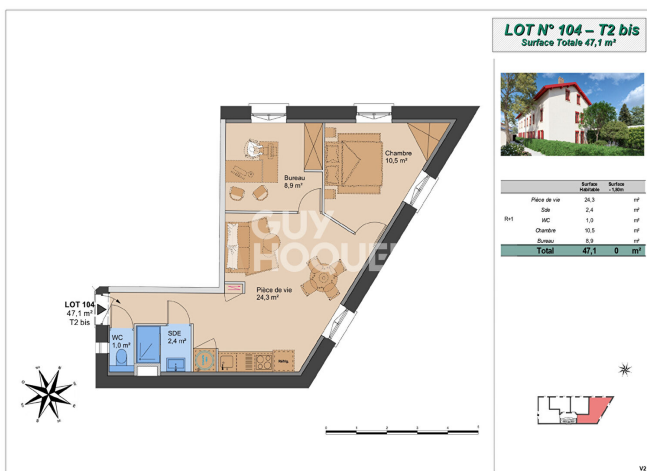 LOT N° 104 – T2 bis
Surface Totale 47,1 m²
Chambre
10,5 m²
Bureau
8,9 m²
GUY
HOQUET
Pièce de vie
24,3 m²
LOT 104
47,1 m²
T2 bis
WC
1,0 m²
SDE
2,4 m²
Surface Habitable Surface - 1,80m
Pièce de vie 24,3 m²
Sde 2,4 m²
R+1 WC 1,0 m²
Chambre 10,5 m²
Bureau 8,9 m²
Total 47,1 0 m²
V2